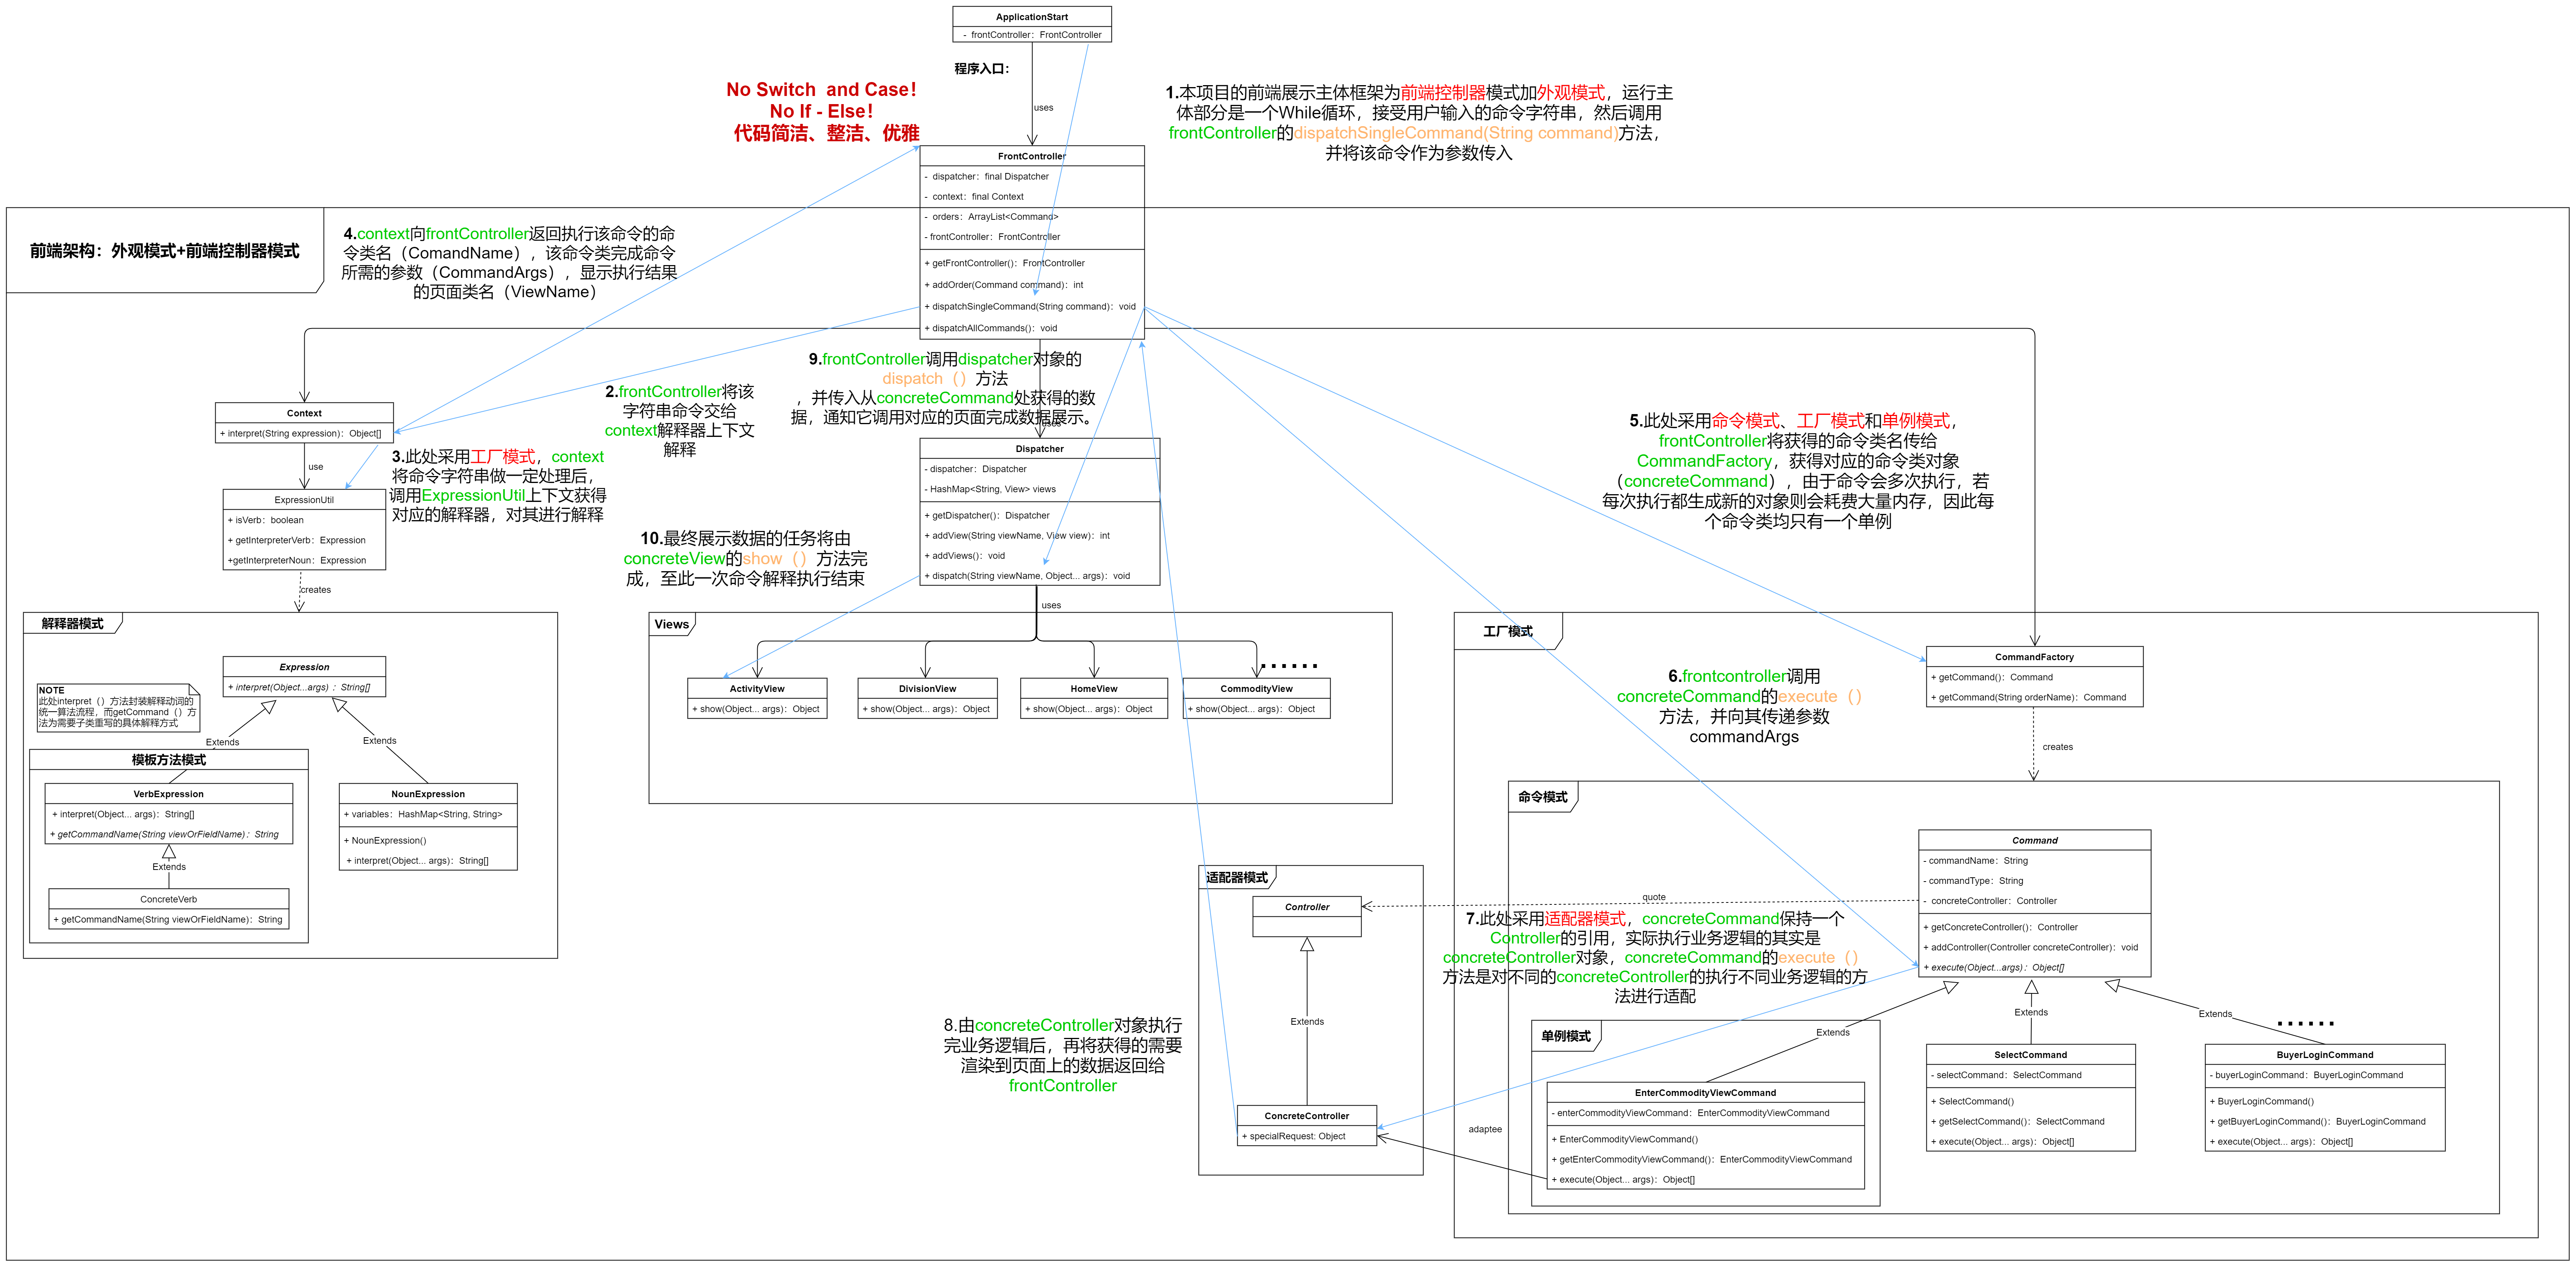 ApplicationStart
- frontController：FrontController
程序入口：
uses
No Switch and Case！
No If - Else！
代码简洁、整洁、优雅
1.本项目的前端展示主体框架为前端控制器模式加外观模式，运行主
体部分是一个While循环，接受用户输入的命令字符串，然后调用
frontController的dispatchSingleCommand(String command)方法，
并将该命令作为参数传入
FrontController
- dispatcher：final Dispatcher
- context：final Context
- orders：ArrayList<Command>
- frontController：FrontController
+ getFrontController()：FrontController
+ addOrder(Command command)：int
+ dispatchSingleCommand(String command)：void
+ dispatchAllCommands()：void
前端架构：外观模式+前端控制器模式
4.context向frontController返回执行该命令的命
令类名（ComandName），该命令类完成命令
所需的参数（CommandArgs），显示执行结果
的页面类名（ViewName）
9.frontController调用dispatcher对象的
dispatch（）方法
，并传入从concreteCommand处获得的数
据，通知它调用对应的页面完成数据展示。
uses
2.frontController将该
字符串命令交给
context解释器上下文
解释
Context
+ interpret(String expression)：Object[]
use
3.此处采用工厂模式，context
将命令字符串做一定处理后，
调用ExpressionUtil上下文获得
对应的解释器，对其进行解释
ExpressionUtil
+ isVerb：boolean
+ getInterpreterVerb：Expression
+getInterpreterNoun：Expression
creates
5.此处采用命令模式、工厂模式和单例模式，
frontController将获得的命令类名传给
CommandFactory，获得对应的命令类对象
（concreteCommand），由于命令会多次执行，若
每次执行都生成新的对象则会耗费大量内存，因此每
个命令类均只有一个单例
Dispatcher
- dispatcher：Dispatcher
- HashMap<String, View> views
+ getDispatcher()：Dispatcher
+ addView(String viewName, View view)：int
+ addViews()：void
+ dispatch(String viewName, Object... args)：void
uses
10.最终展示数据的任务将由
concreteView的show（）方法完
成，至此一次命令解释执行结束
解释器模式
Expression
+ interpret(Object...args) ：String[]
NOTE
此处interpret（）方法封装解释动词的
统一算法流程，而getCommand（）方
法为需要子类重写的具体解释方式
Extends
Extends
模板方法模式
VerbExpression
+ interpret(Object... args)：String[]
+ getCommandName(String viewOrFieldName)：String
Extends
ConcreteVerb
+ getCommandName(String viewOrFieldName)：String
NounExpression
+ variables：HashMap<String, String>
+ NounExpression()
+ interpret(Object... args)：String[]
Views
......
ActivityView
+ show(Object... args)：Object
DivisionView
+ show(Object... args)：Object
HomeView
+ show(Object... args)：Object
CommodityView
+ show(Object... args)：Object
工厂模式
CommandFactory
+ getCommand()：Command
+ getCommand(String orderName)：Command
creates
6.frontcontroller调用
concreteCommand的execute（）
方法，并向其传递参数
commandArgs
命令模式
Command
- commandName：String
- commandType：String
- concreteController：Controller
+ getConcreteController()：Controller
+ addController(Controller concreteController)：void
+ execute(Object...args)：Object[]
quote
适配器模式
Controller
Extends
ConcreteController
+ specialRequest: Object
7.此处采用适配器模式，concreteCommand保持一个
Controller的引用，实际执行业务逻辑的其实是
concreteController对象，concreteCommand的execute（）
方法是对不同的concreteController的执行不同业务逻辑的方
法进行适配
8.由concreteController对象执行
完业务逻辑后，再将获得的需要
渲染到页面上的数据返回给
frontController
adaptee
单例模式
Extends
Extends
Extends
......
EnterCommodityViewCommand
- enterCommodityViewCommand：EnterCommodityViewCommand
+ EnterCommodityViewCommand()
+ getEnterCommodityViewCommand()：EnterCommodityViewCommand
+ execute(Object... args)：Object[]
SelectCommand
- selectCommand：SelectCommand
+ SelectCommand()
+ getSelectCommand()：SelectCommand
+ execute(Object... args)：Object[]
BuyerLoginCommand
- buyerLoginCommand：BuyerLoginCommand
+ BuyerLoginCommand()
+ getBuyerLoginCommand()：BuyerLoginCommand
+ execute(Object... args)：Object[]